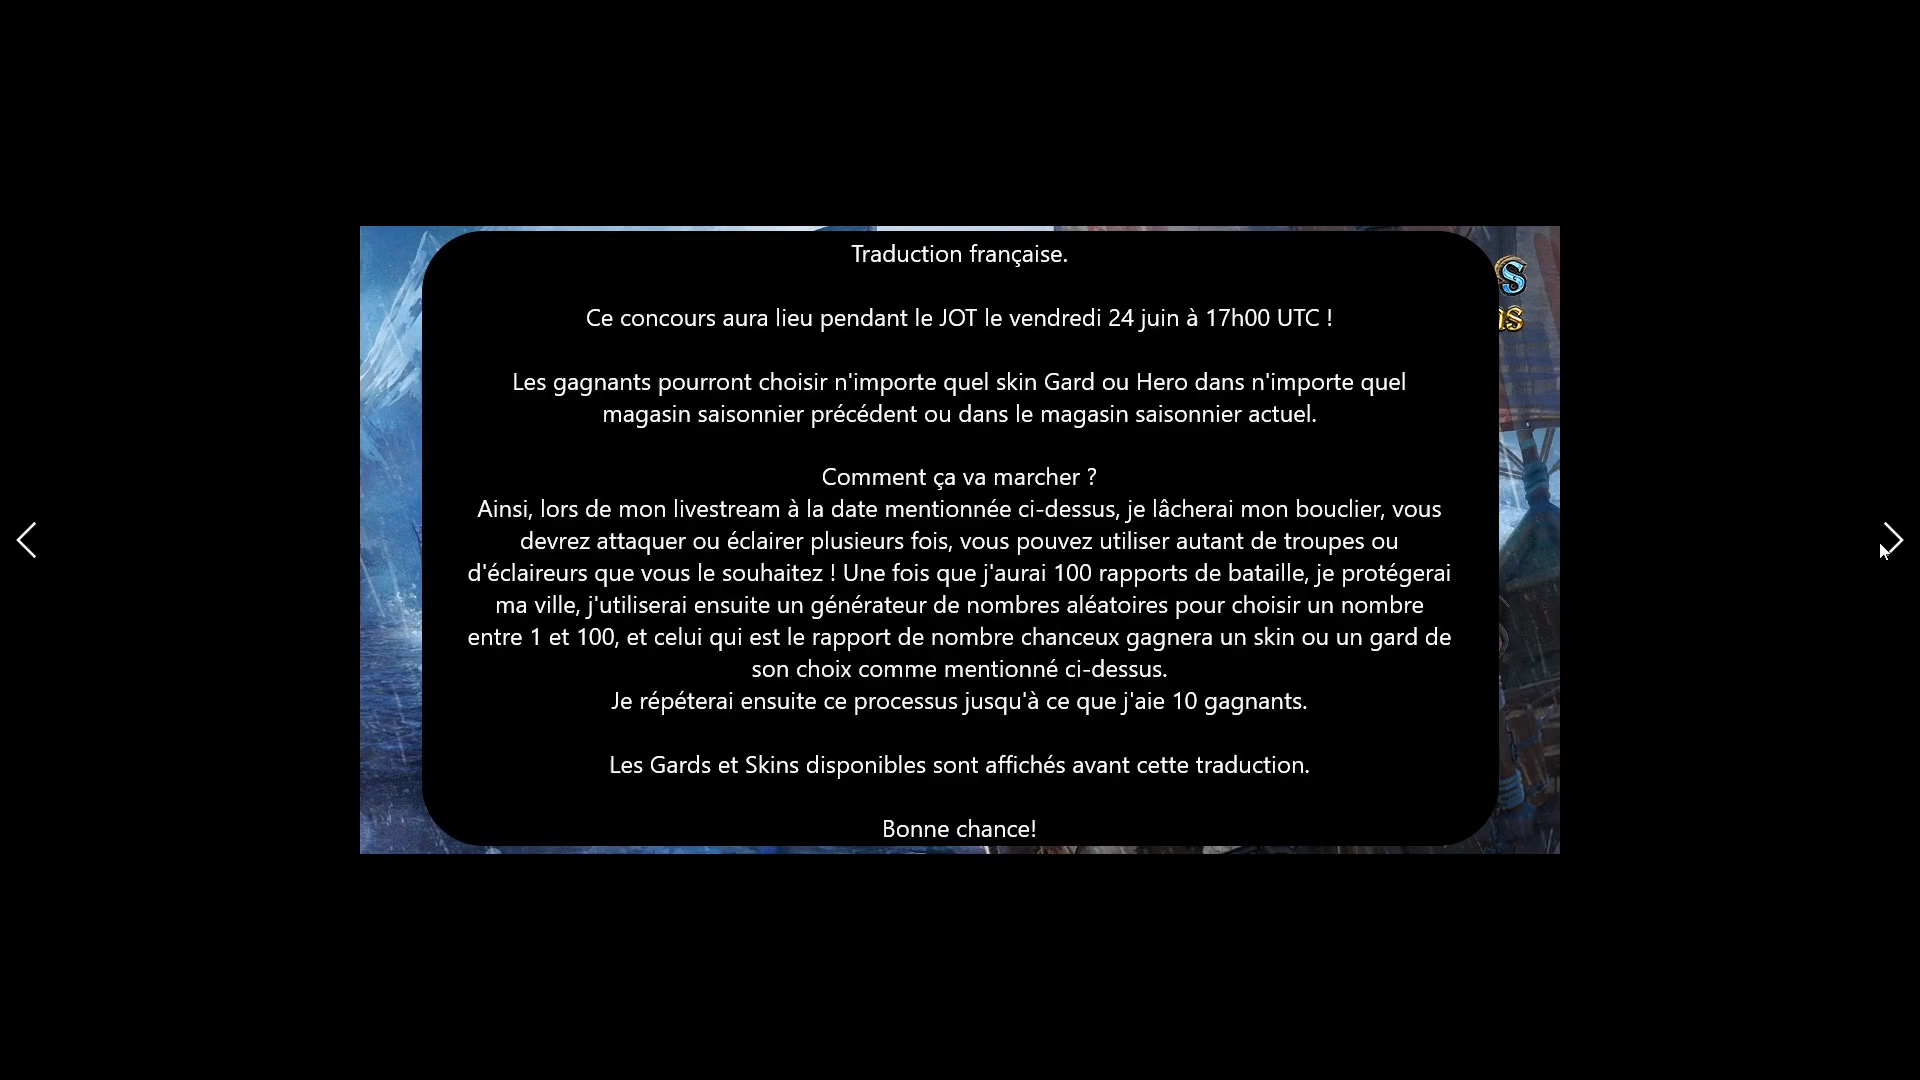 Traduction française.
Ce concours aura lieu pendant le JOT le vendredi 24 juin à 17h00 UTC !
Les gagnants pourront choisir n'importe quel skin Gard ou Hero dans n'importe quel
magasin saisonnier précédent ou dans le magasin saisonnier actuel.
Comment ça va marcher ?
Ainsi, lors de mon livestream à la date mentionnée ci-dessus, je lâcherai mon bouclier, vous
devrez attaquer ou éclairer plusieurs fois, vous pouvez utiliser autant de troupes ou
d'éclaireurs que vous le souhaitez ! Une fois que j'aurai 100 rapports de bataille, je protégerai
ma ville, j'utiliserai ensuite un générateur de nombres aléatoires pour choisir un nombre
entre 1 et 100, et celui qui est le rapport de nombre chanceux gagnera un skin ou un gard de
son choix comme mentionné ci-dessus.
Je répéterai ensuite ce processus jusqu'à ce que j'aie 10 gagnants.
Les Gards et Skins disponibles sont affichés avant cette traduction.
Bonne chance!